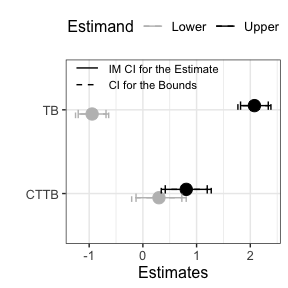 Estimand Lower Upper
IM CI for the Estimate
CI for the Bounds
TB
CTTB
-1 0 1 2
Estimates